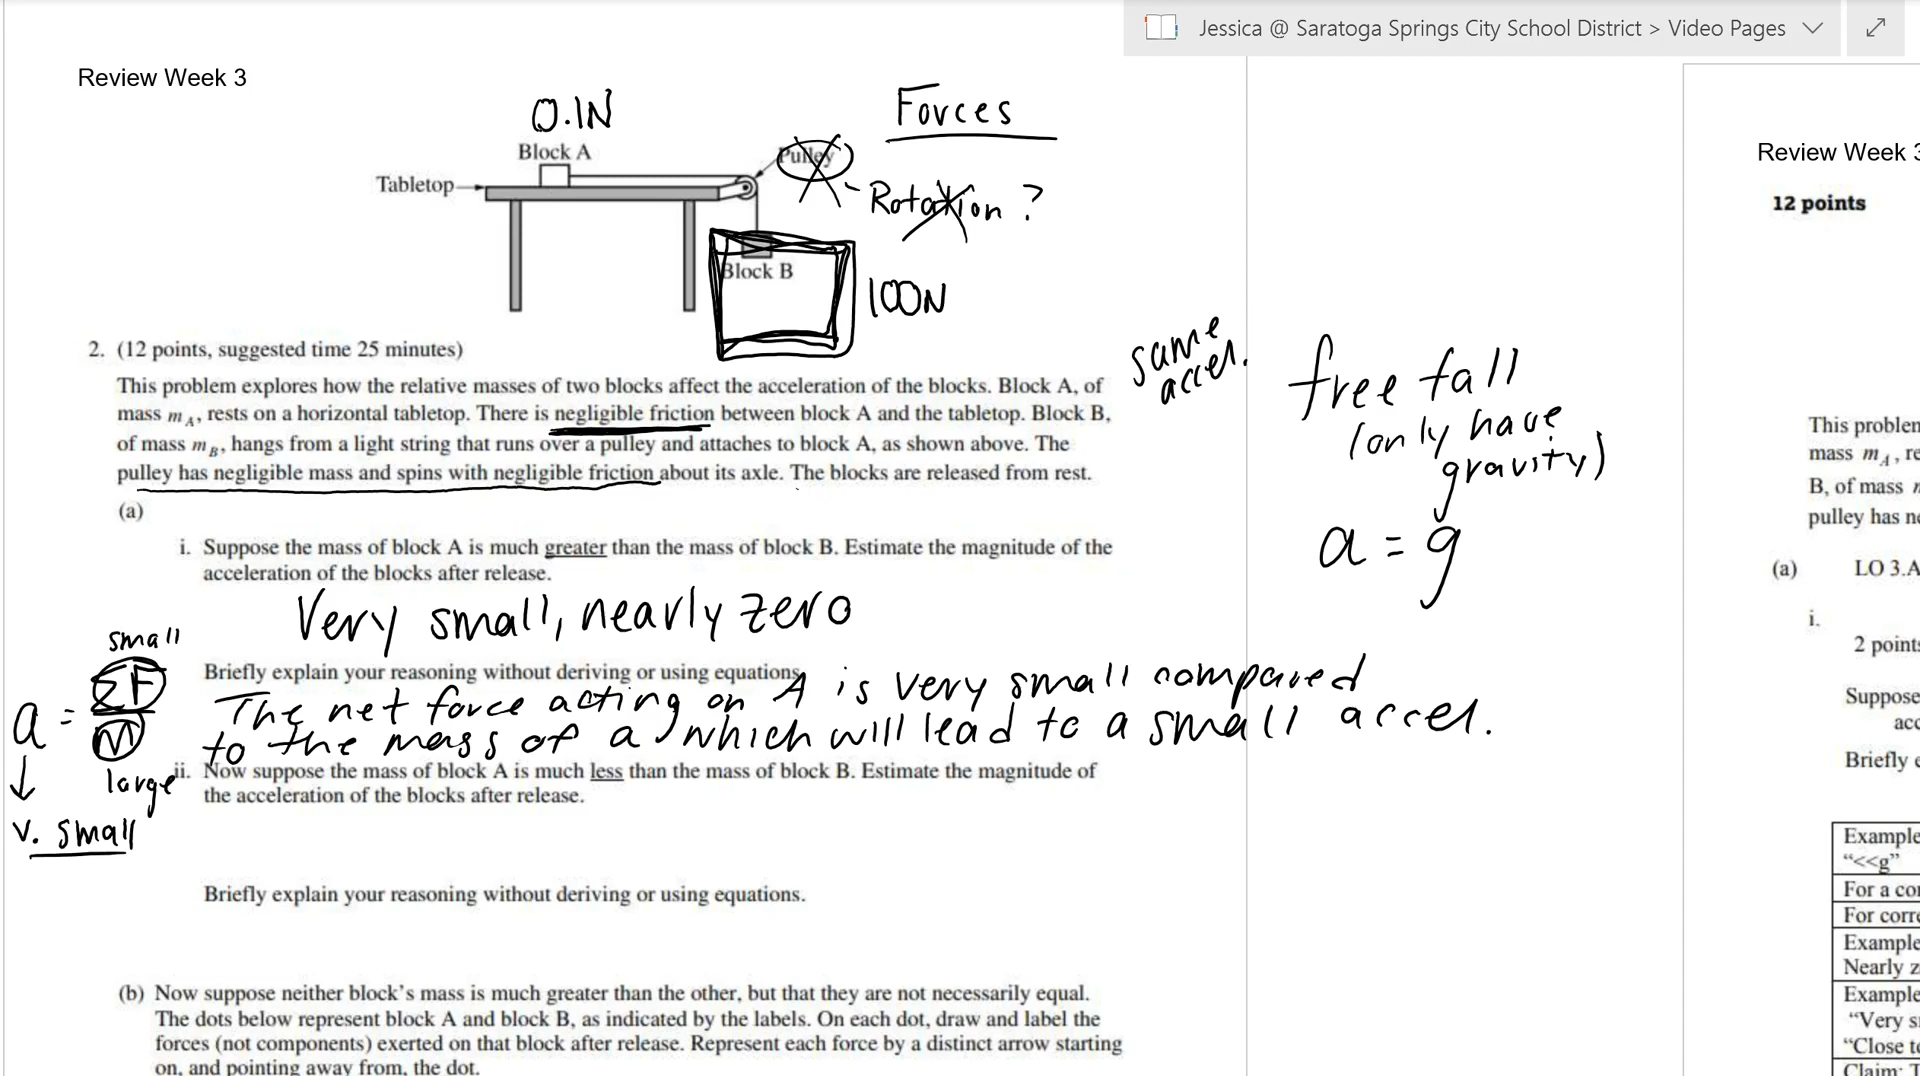 Jessica @ Saratoga Springs City School District > Video Pages
Review Week 3
0.1N
Forces
Block A
Pulley
Tabletop
Rotation ?
Block B
100N
2. (12 points, suggested time 25 minutes)
This problem explores how the relative masses of two blocks affect the acceleration of the blocks. Block A, of
mass mA, rests on a horizontal tabletop. There is negligible friction between block A and the tabletop. Block B,
of mass mB, hangs from a light string that runs over a pulley and attaches to block A, as shown above. The
pulley has negligible mass and spins with negligible friction about its axle. The blocks are released from rest.
same
accel.
free fall
(only have
gravity)
a = g
(a)
i. Suppose the mass of block A is much greater than the mass of block B. Estimate the magnitude of the
acceleration of the blocks after release.
Very small, nearly zero
Briefly explain your reasoning without deriving or using equations.
The net force acting on A is very small compared
to the mass of a, which will lead to a small accel.
small
a = ΣF
M
large
v. small
ii. Now suppose the mass of block A is much less than the mass of block B. Estimate the magnitude of
the acceleration of the blocks after release.
Briefly explain your reasoning without deriving or using equations.
(b) Now suppose neither block's mass is much greater than the other, but that they are not necessarily equal.
The dots below represent block A and block B, as indicated by the labels. On each dot, draw and label the
forces (not components) exerted on that block after release. Represent each force by a distinct arrow starting
on, and pointing away from, the dot.
Review Week 3
12 points
This problem
mass mA, re
B, of mass
pulley has ne
(a) LO 3.A
i.
2 points
Suppose
acc
Briefly e
Example
"<<g"
For a co
For corre
Example
Nearly z
Example
"Very s
"Close to
Claim: T